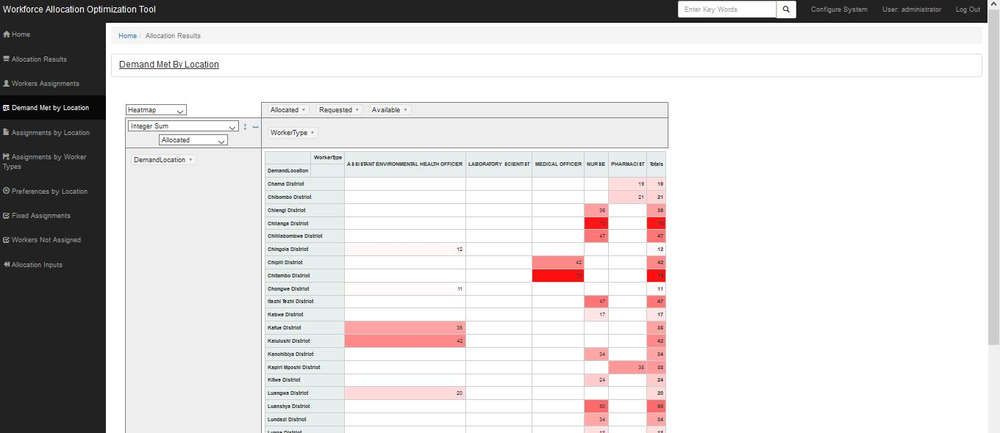 Workforce Allocation Optimization Tool
Enter Key Words
Configure System
User: administrator
Log Out
Home
Allocation Results
Workers Assignments
Demand Met by Location
Assignments by Location
Assignments by Worker
Types
Preferences by Location
Fixed Assignments
Workers Not Assigned
Allocation Inputs
Home / Allocation Results
Demand Met By Location
Heatmap
Allocated Requested Available
Integer Sum
Allocated
WorkerType
DemandLocation
WorkerType ASSISTANT ENVIRONMENTAL HEALTH OFFICER LABORATORY SCIENTIST MEDICAL OFFICER NURSE PHARMACIST Totals
DemandLocation
Chama District 19 19
Chibombo District 21 21
Chiengi District 36 36
Chilanga District 73 73
Chililabombwe District 47 47
Chingola District 12 12
Chipili District 42 42
Chitambo District
Chongwe District 11 11
Itezhi Tezhi District 47 47
Kabwe District 17 17
Kafue District 35 35
Kalulushi District 42 42
Kanchibiya District 34 34
Kapiri Mposhi District 38 38
Kitwe District 24 24
Luangwa District 20 20
Luanshya District 50 50
Lundazi District 34 34